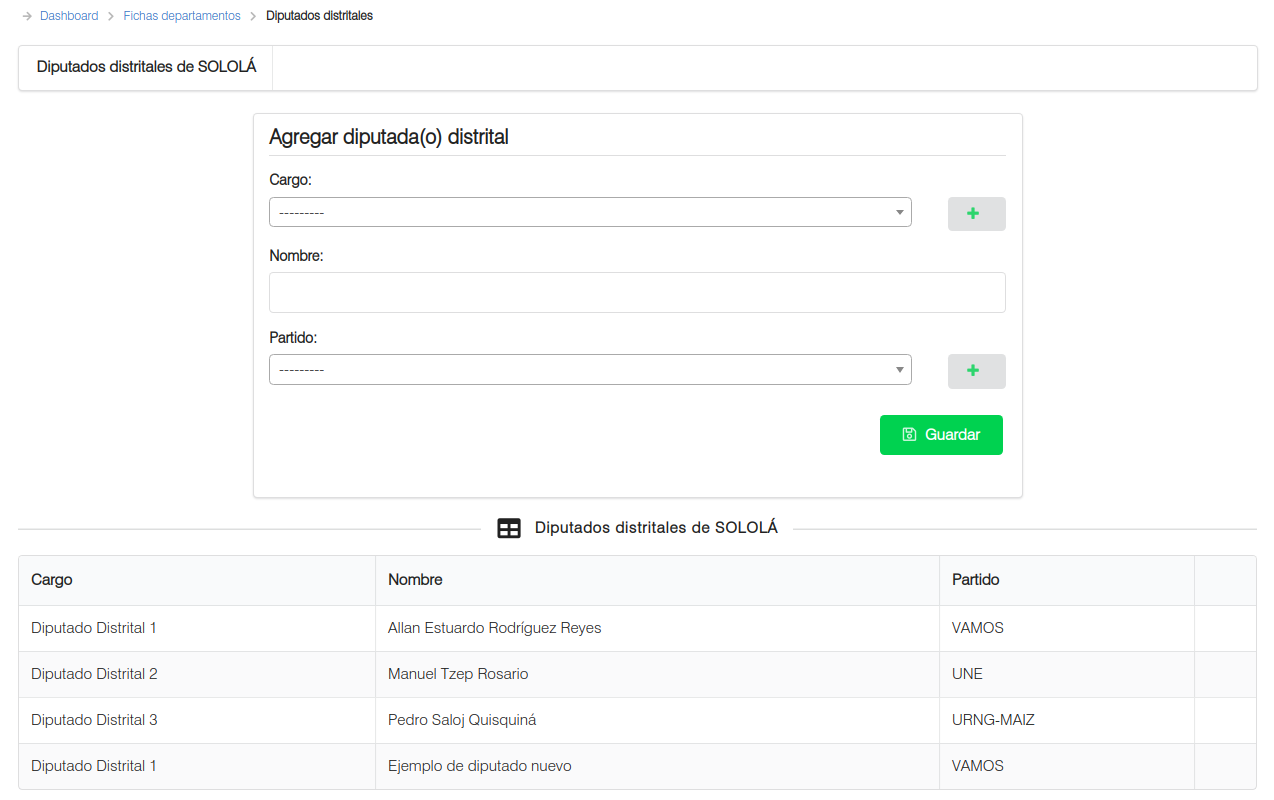 Dashboard Fichas departamentos Diputados distritales
Diputados distritales de SOLOLÁ
Agregar diputada(o) distrital
Cargo:
---------
Nombre:
Partido:
---------
Guardar
Diputados distritales de SOLOLÁ
Cargo Nombre Partido
Diputado Distrital 1 Allan Estuardo Rodríguez Reyes VAMOS
Diputado Distrital 2 Manuel Tzep Rosario UNE
Diputado Distrital 3 Pedro Saloj Quisquiná URNG-MAIZ
Diputado Distrital 1 Ejemplo de diputado nuevo VAMOS